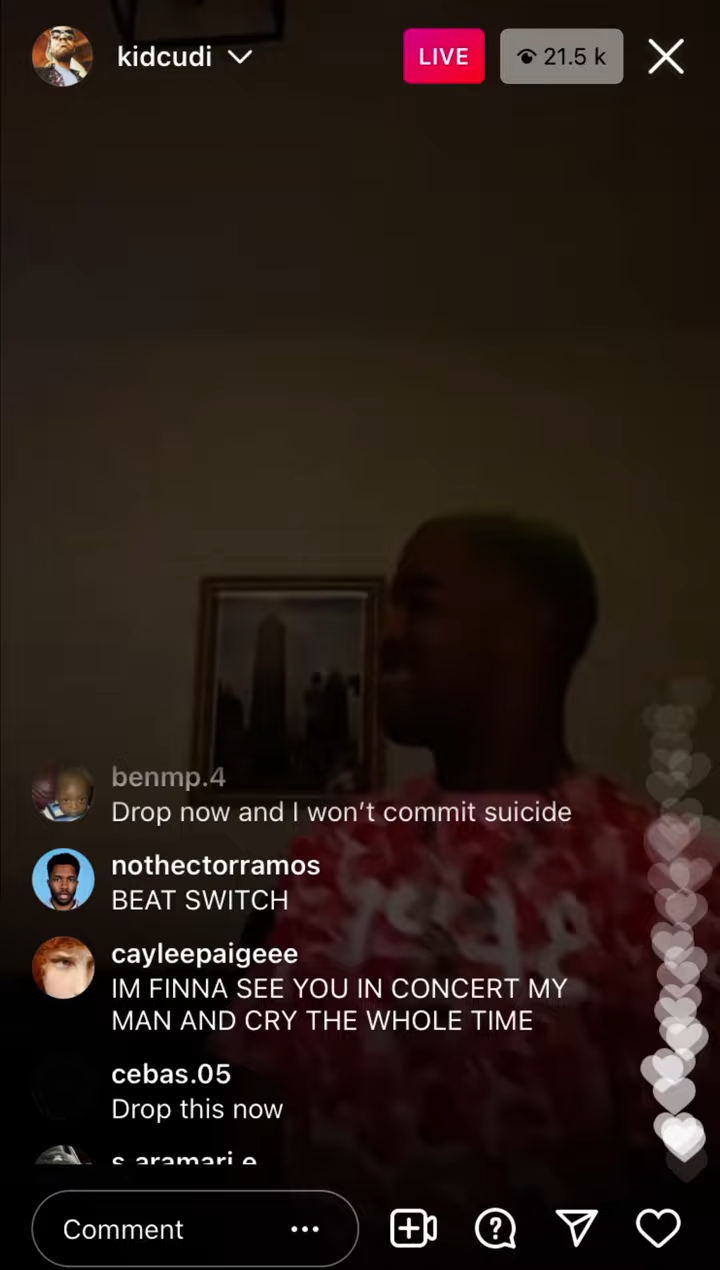 kidcudi
LIVE
21.5 k
benmp.4
Drop now and I won't commit suicide
nothectorramos
BEAT SWITCH
cayleepaigeee
IM FINNA SEE YOU IN CONCERT MY
MAN AND CRY THE WHOLE TIME
cebas.05
Drop this now
s.aramari.e
Comment